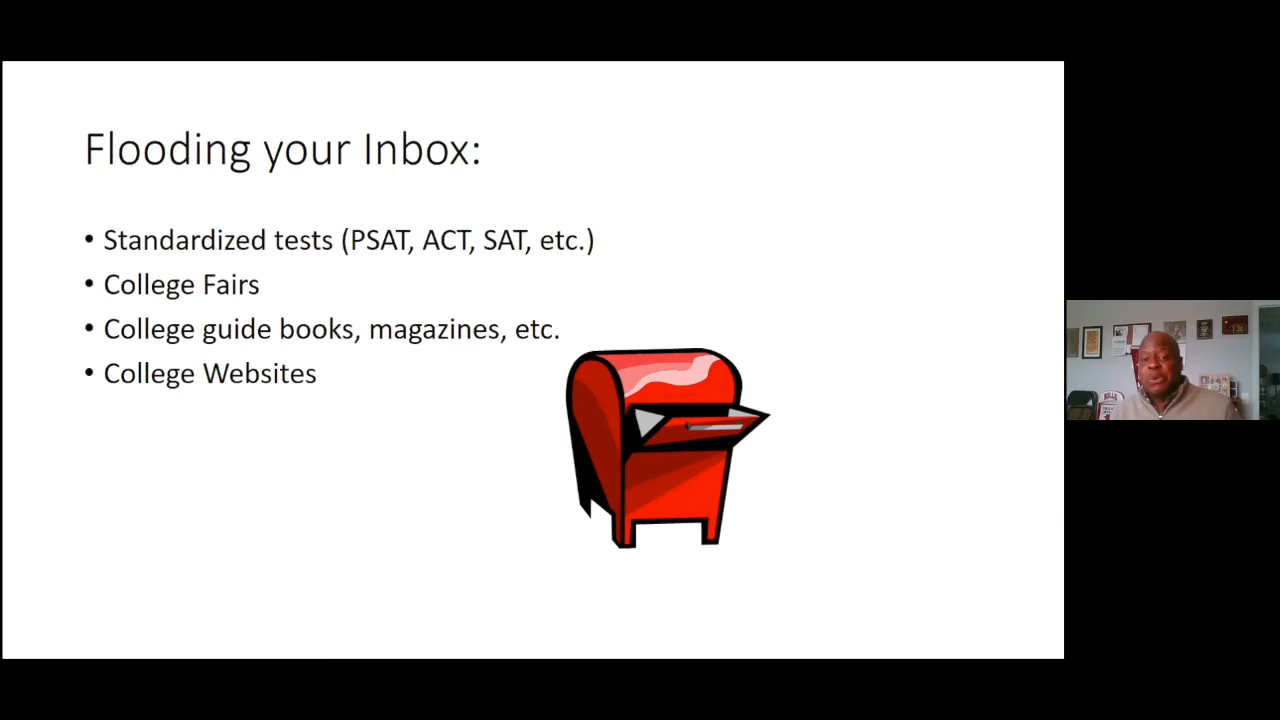 Flooding your Inbox:
• Standardized tests (PSAT, ACT, SAT, etc.)
• College Fairs
• College guide books, magazines, etc.
• College Websites